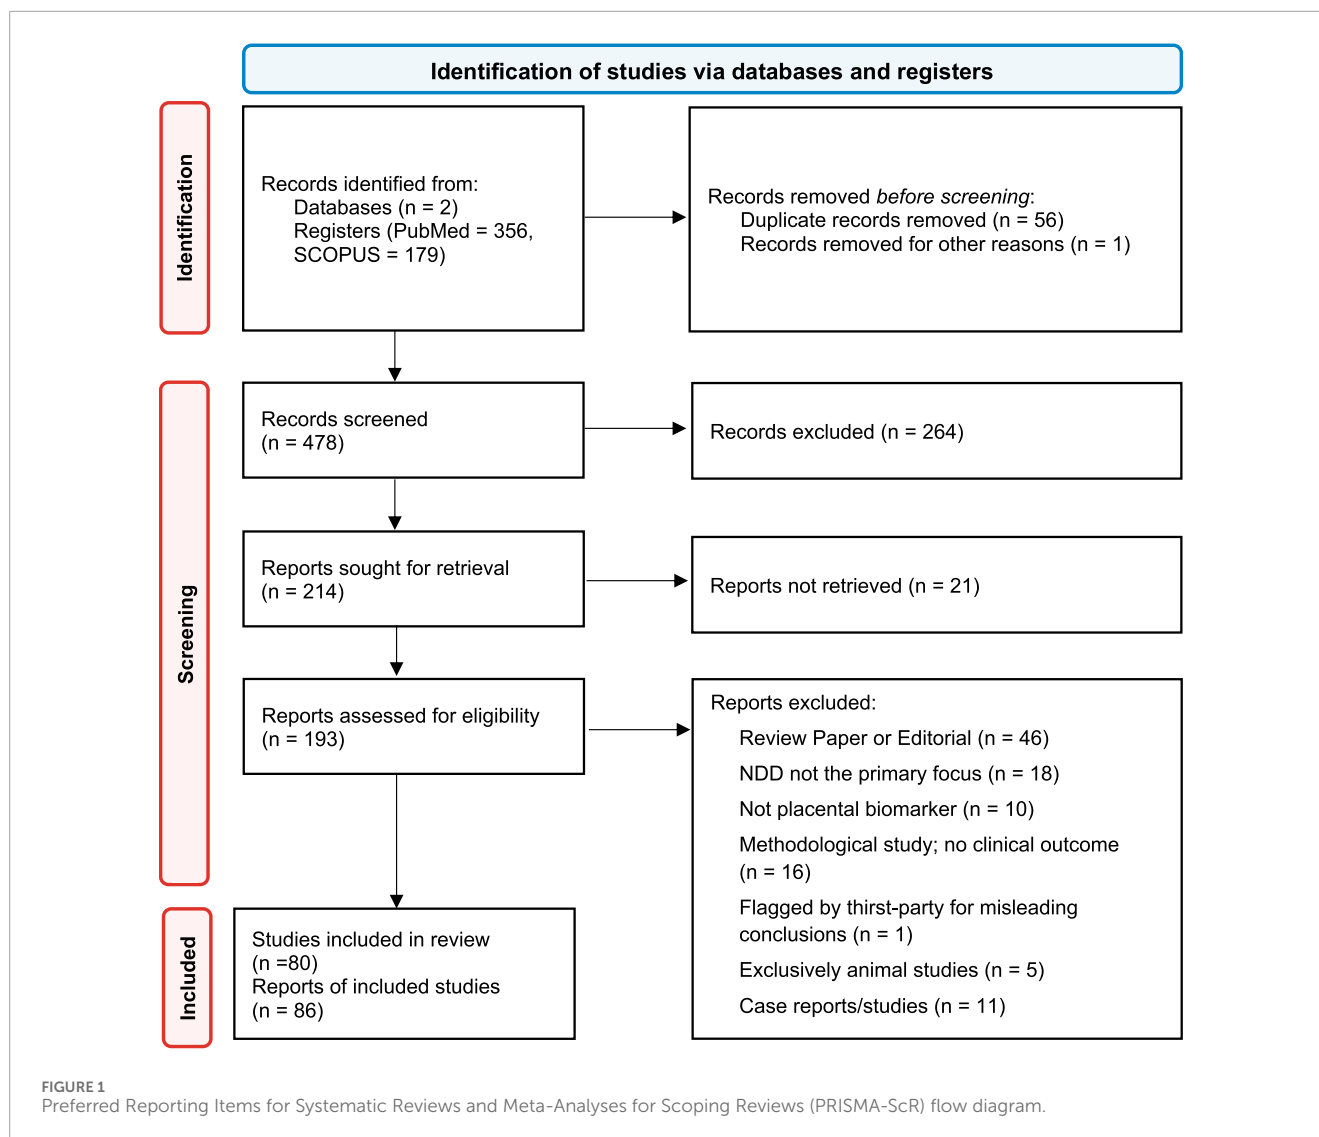 Identification of studies via databases and registers
Identification
Records identified from:
Databases (n = 2)
Registers (PubMed = 356,
SCOPUS = 179)
Records removed before screening:
Duplicate records removed (n = 56)
Records removed for other reasons (n = 1)
Screening
Records screened
(n = 478)
Records excluded (n = 264)
Reports sought for retrieval
(n = 214)
Reports not retrieved (n = 21)
Reports assessed for eligibility
(n = 193)
Reports excluded:
Review Paper or Editorial (n = 46)
NDD not the primary focus (n = 18)
Not placental biomarker (n = 10)
Methodological study; no clinical outcome
(n = 16)
Flagged by thirst-party for misleading
conclusions (n = 1)
Exclusively animal studies (n = 5)
Case reports/studies (n = 11)
Included
Studies included in review
(n =80)
Reports of included studies
(n = 86)
FIGURE 1
Preferred Reporting Items for Systematic Reviews and Meta-Analyses for Scoping Reviews (PRISMA-ScR) flow diagram.